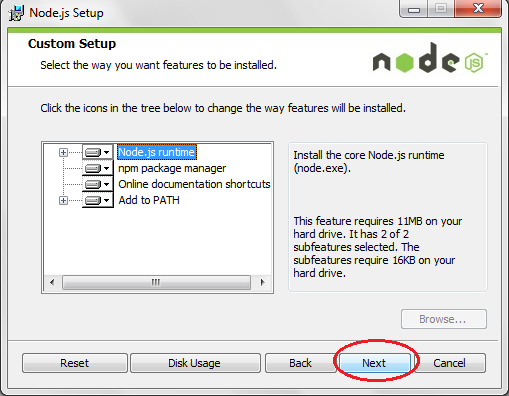 Node.js Setup
Custom Setup
Select the way you want features to be installed.
node JS
Click the icons in the tree below to change the way features will be installed.
Node.js runtime
npm package manager
Online documentation shortcuts
Add to PATH
Install the core Node.js runtime
(node.exe).
This feature requires 11MB on your
hard drive. It has 2 of 2
subfeatures selected. The
subfeatures require 16KB on your
hard drive.
Browse...
Reset
Disk Usage
Back
Next
Cancel